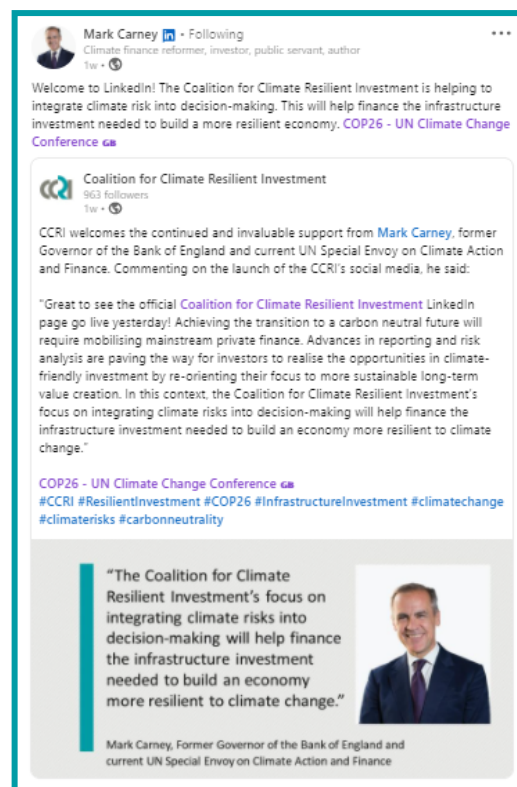 Mark Carney in • Following
Climate finance reformer, investor, public servant, author
1w •
Welcome to LinkedIn! The Coalition for Climate Resilient Investment is helping to
integrate climate risk into decision-making. This will help finance the infrastructure
investment needed to build a more resilient economy. COP26 - UN Climate Change
Conference GB
CCRI
Coalition for Climate Resilient Investment
963 followers
1w •
CCRI welcomes the continued and invaluable support from Mark Carney, former
Governor of the Bank of England and current UN Special Envoy on Climate Action
and Finance. Commenting on the launch of the CCRI's social media, he said:
"Great to see the official Coalition for Climate Resilient Investment LinkedIn
page go live yesterday! Achieving the transition to a carbon neutral future will
require mobilising mainstream private finance. Advances in reporting and risk
analysis are paving the way for investors to realise the opportunities in climate-
friendly investment by re-orienting their focus to more sustainable long-term
value creation. In this context, the Coalition for Climate Resilient Investment's
focus on integrating climate risks into decision-making will help finance the
infrastructure investment needed to build an economy more resilient to climate
change."
COP26 - UN Climate Change Conference GB
#CCRI #ResilientInvestment #COP26 #InfrastructureInvestment #climatechange
#climaterisks #carbonneutrality
"The Coalition for Climate
Resilient Investment's focus on
integrating climate risks into
decision-making will help finance
the infrastructure investment
needed to build an economy
more resilient to climate change."
Mark Carney, Former Governor of the Bank of England and
current UN Special Envoy on Climate Action and Finance